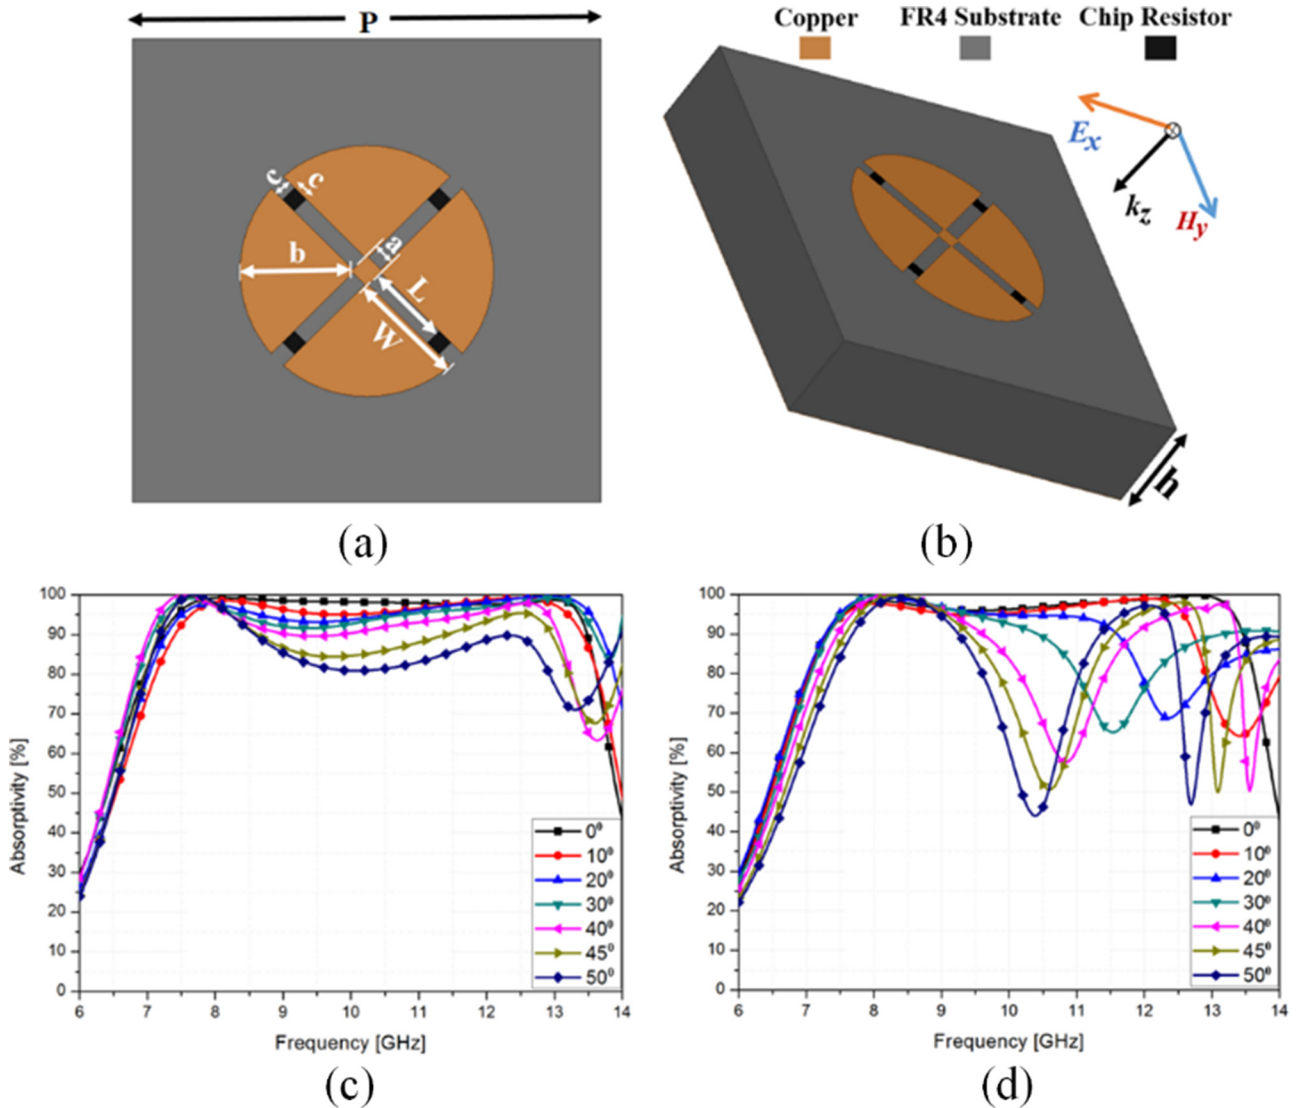 P
c
c
a
b
L
W
(a)
Copper FR4 Substrate Chip Resistor
Ex
kz
Hy
h
(b)
100
90
80
70
60
50
40
30
20
10
0
Absorptivity [%]
0⁰
10⁰
20⁰
30⁰
40⁰
45⁰
50⁰
6 7 8 9 10 11 12 13 14
Frequency [GHz]
(c)
100
90
80
70
60
50
40
30
20
10
0
Absorptivity [%]
0⁰
10⁰
20⁰
30⁰
40⁰
45⁰
50⁰
6 7 8 9 10 11 12 13 14
Frequency [GHz]
(d)